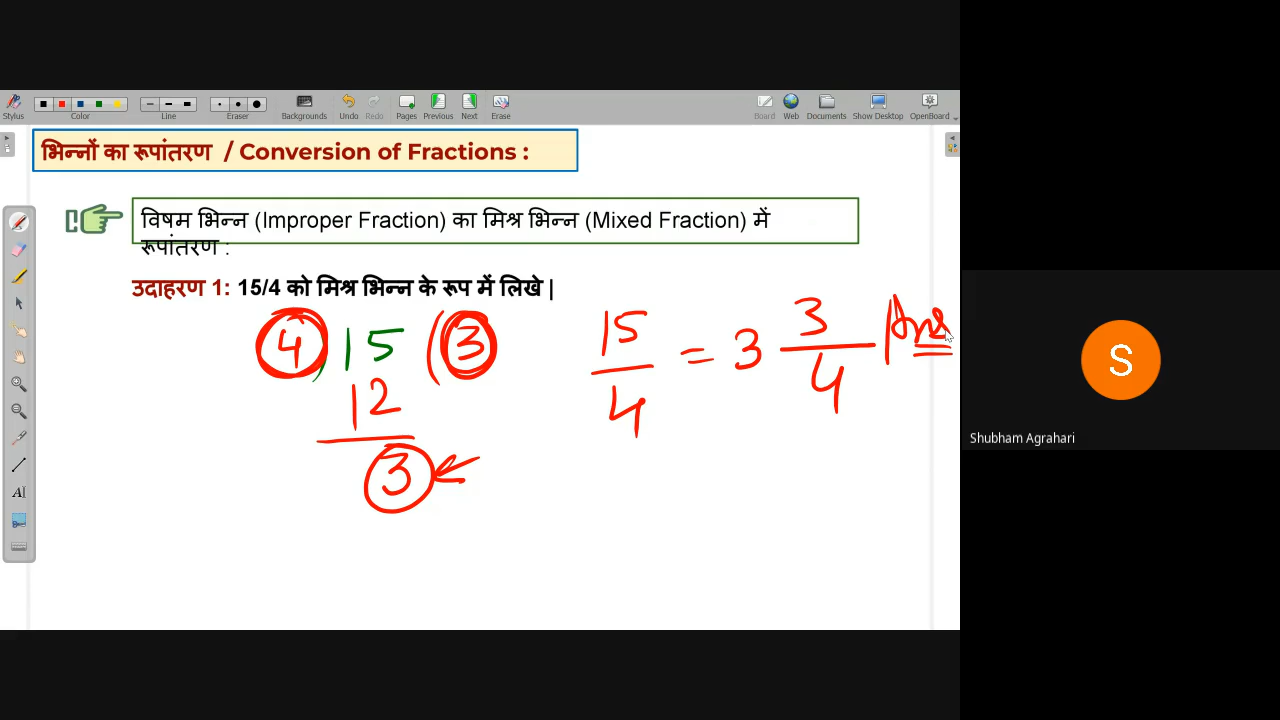 Stylus
Color
Line
Eraser
Backgrounds
Undo
Redo
Pages
Previous
Next
Erase
Board
Web
Documents
Show Desktop
OpenBoard
भिन्नों का रूपांतरण / Conversion of Fractions :
विषम भिन्न (Improper Fraction) का मिश्र भिन्न (Mixed Fraction) में
रूपांतरण :
उदाहरण 1: 15/4 को मिश्र भिन्न के रूप में लिखे |
4 ) 15 ( 3
12
3
15/4 = 3 3/4 Ans
S
Shubham Agrahari